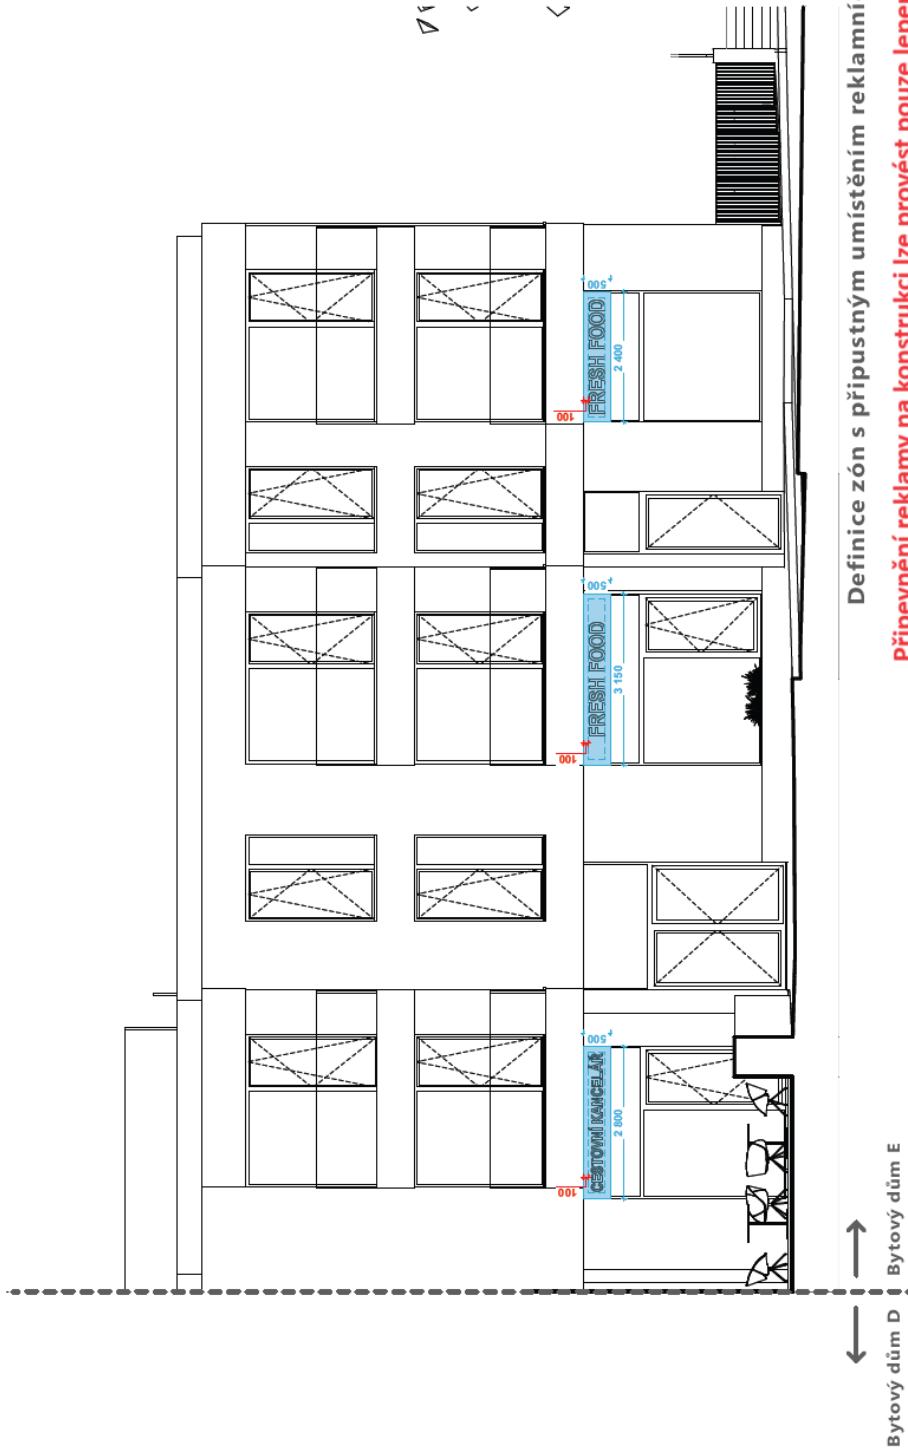 CESTOVNÍ KANCELÁŘ
500
2 800
100
FRESH FOOD
500
3 150
100
FRESH FOOD
500
2 400
100
Definice zón s přípustným umístěním reklamní
Připevnění reklamy na konstrukci lze provést pouze lepen
Bytový dům D
Bytový dům E